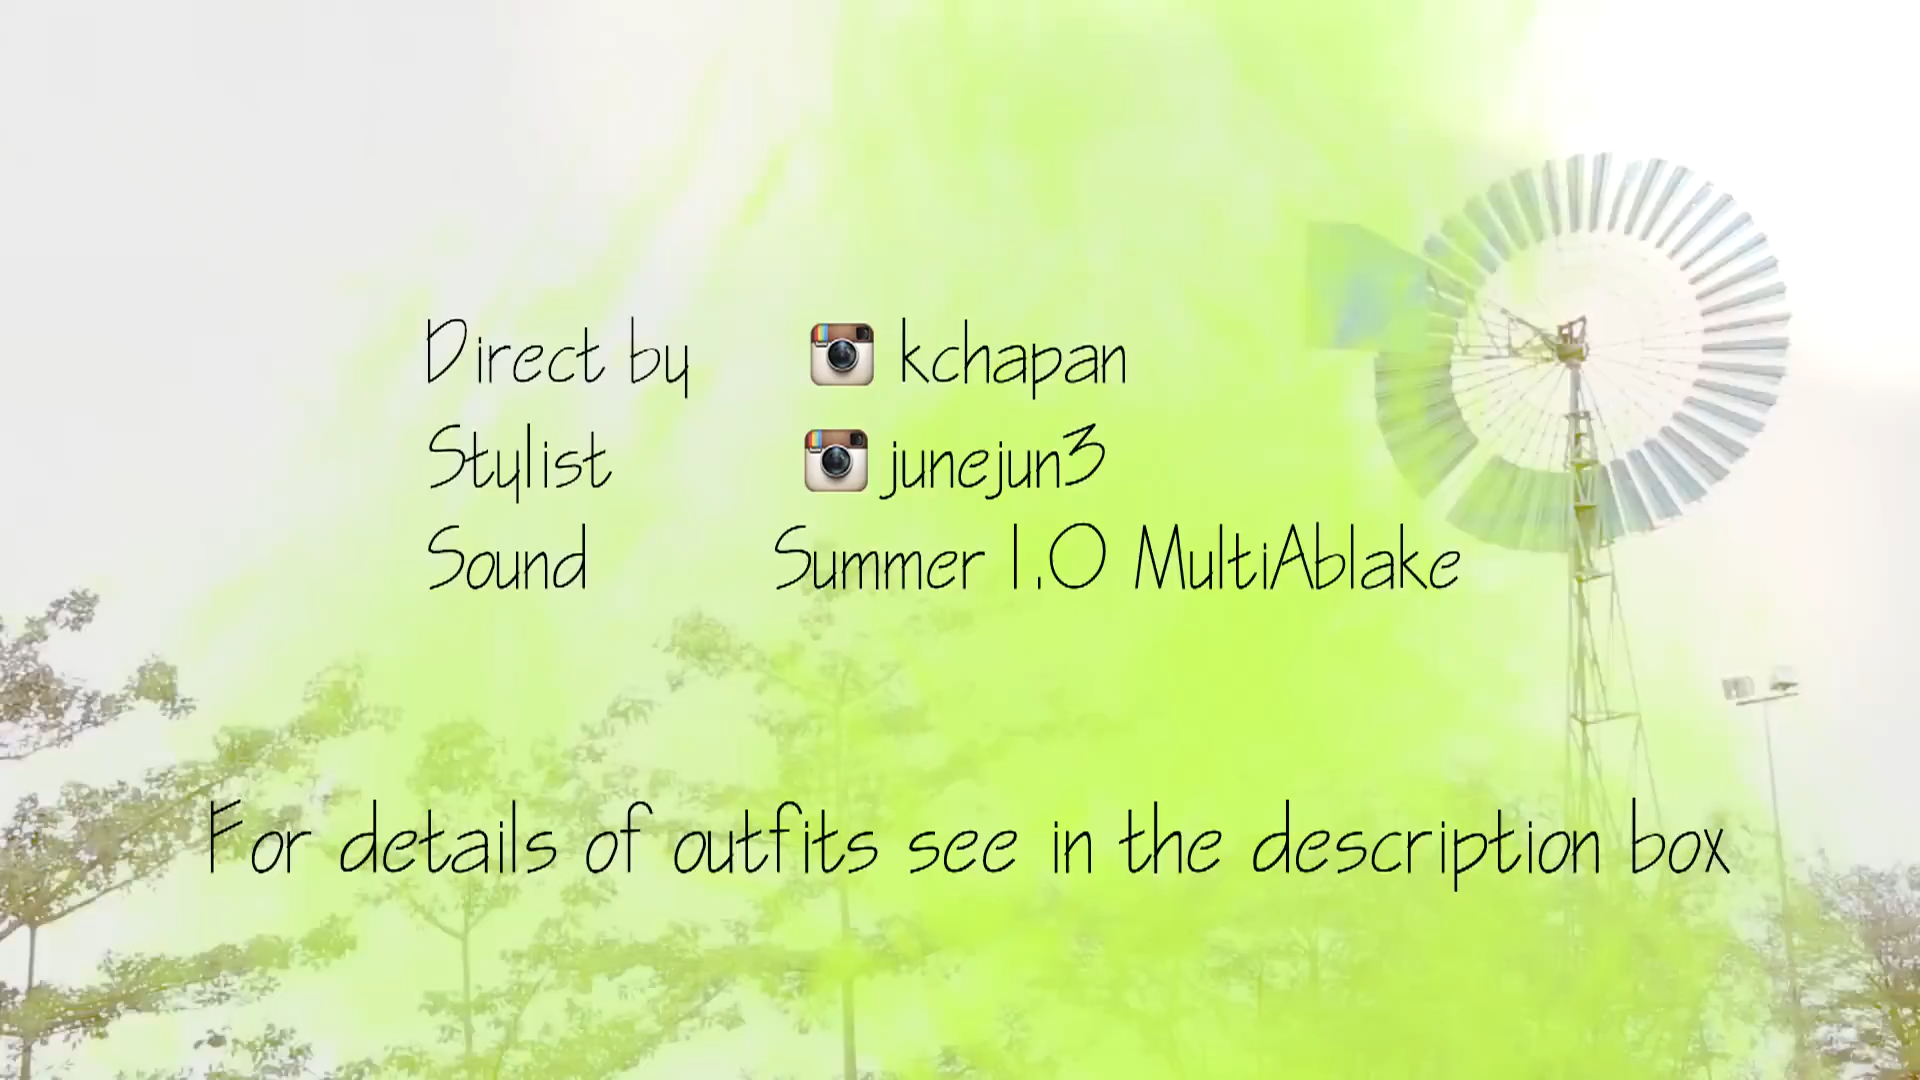 Direct by kchapan
Stylist junejun3
Sound Summer 1.0 MultiAblake
For details of outfits see in the description box